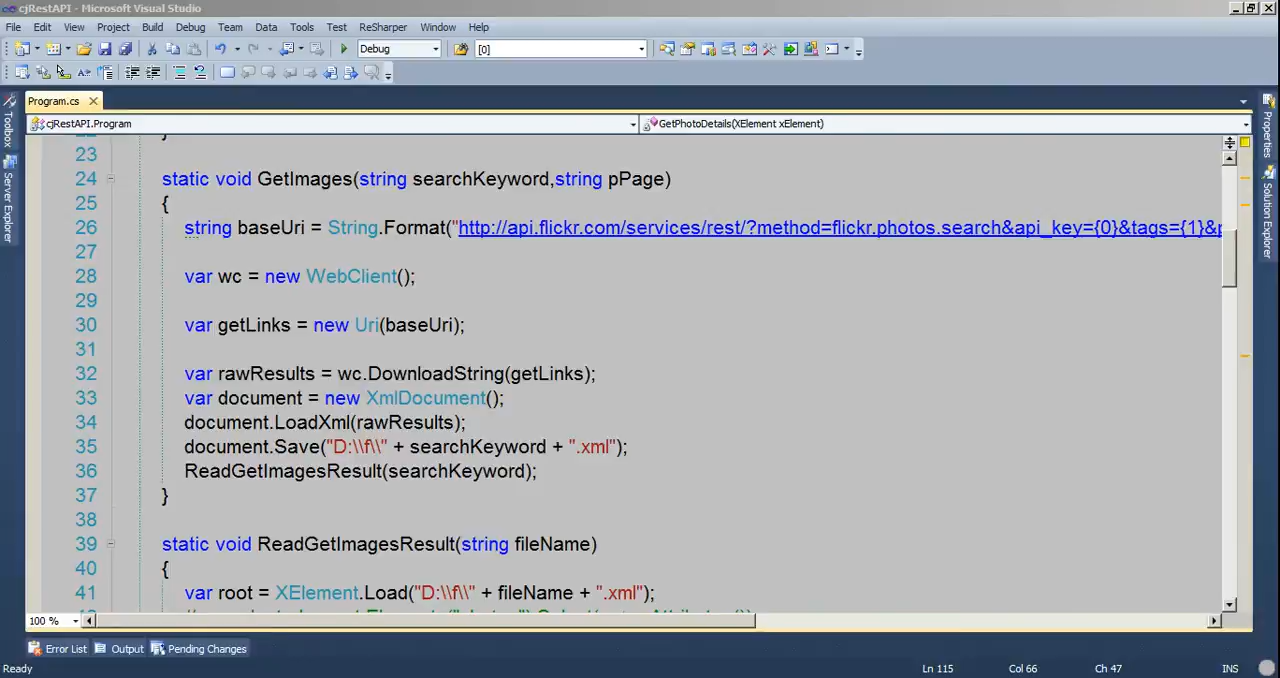 cjRestAPI - Microsoft Visual Studio
File Edit View Project Build Debug Team Data Tools Test ReSharper Window Help
Debug [0]
Program.cs
cjRestAPI.Program GetPhotoDetails(XElement xElement)
Toolbox
Server Explorer
Properties
Solution Explorer
23
24 static void GetImages(string searchKeyword,string pPage)
25 {
26 string baseUri = String.Format("http://api.flickr.com/services/rest/?method=flickr.photos.search&api_key={0}&tags={1}&p
27
28 var wc = new WebClient();
29
30 var getLinks = new Uri(baseUri);
31
32 var rawResults = wc.DownloadString(getLinks);
33 var document = new XmlDocument();
34 document.LoadXml(rawResults);
35 document.Save("D:\\f\\" + searchKeyword + ".xml");
36 ReadGetImagesResult(searchKeyword);
37 }
38
39 static void ReadGetImagesResult(string fileName)
40 {
41 var root = XElement.Load("D:\\f\\" + fileName + ".xml");
100 %
Error List Output Pending Changes
Ready Ln 115 Col 66 Ch 47 INS